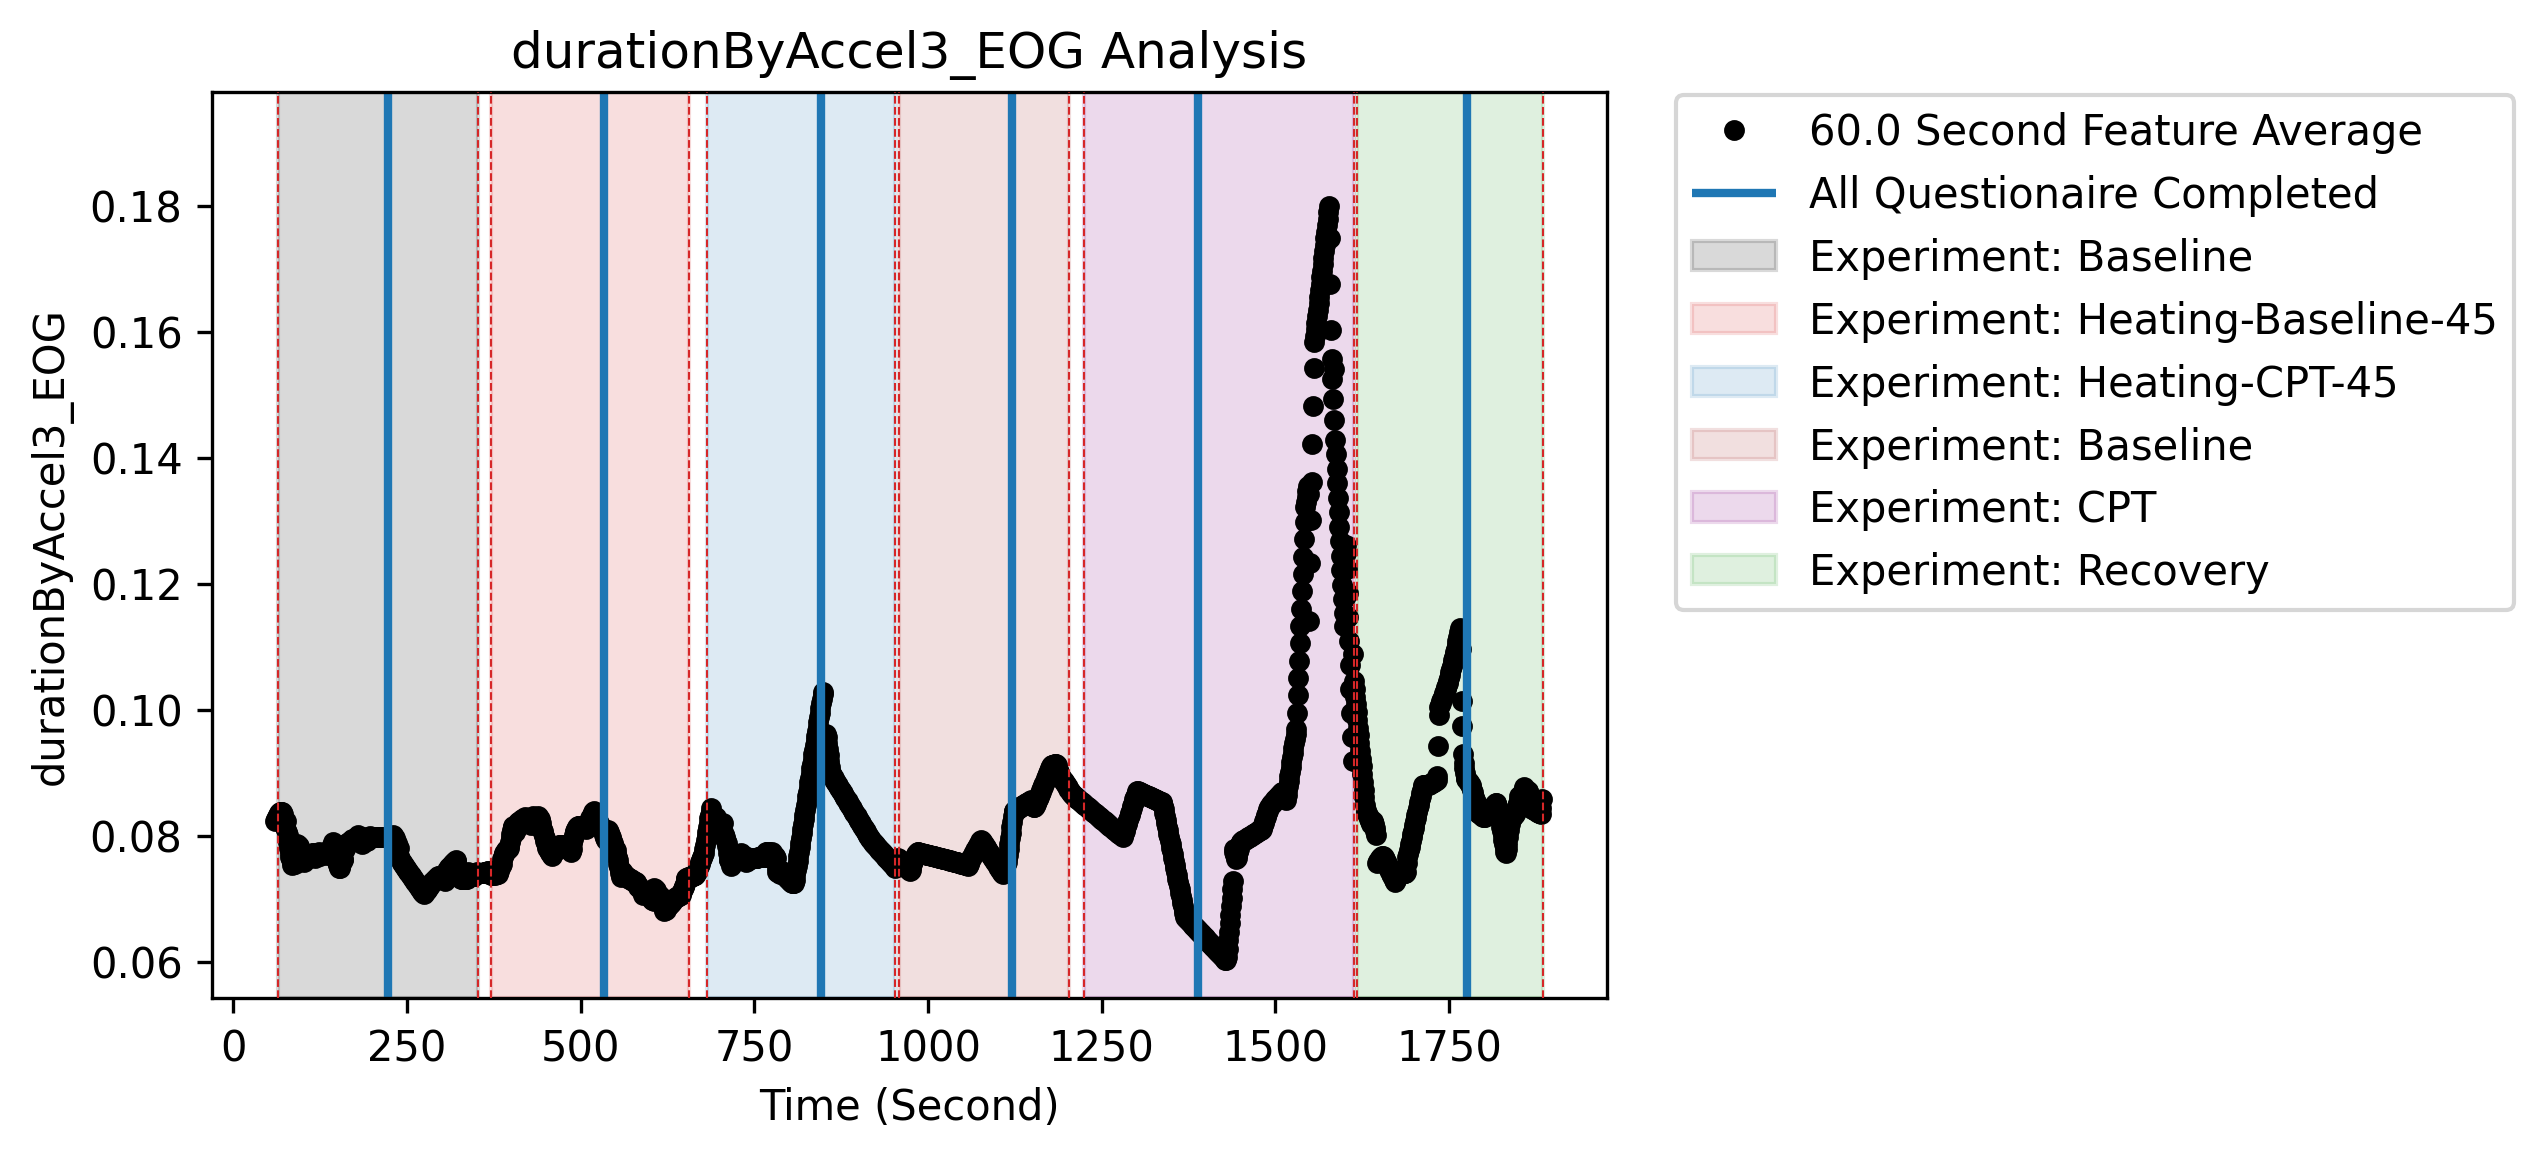 durationByAccel3_EOG Analysis
durationByAccel3_EOG
0.18
0.16
0.14
0.12
0.10
0.08
0.06
0 250 500 750 1000 1250 1500 1750
Time (Second)
60.0 Second Feature Average
All Questionaire Completed
Experiment: Baseline
Experiment: Heating-Baseline-45
Experiment: Heating-CPT-45
Experiment: Baseline
Experiment: CPT
Experiment: Recovery